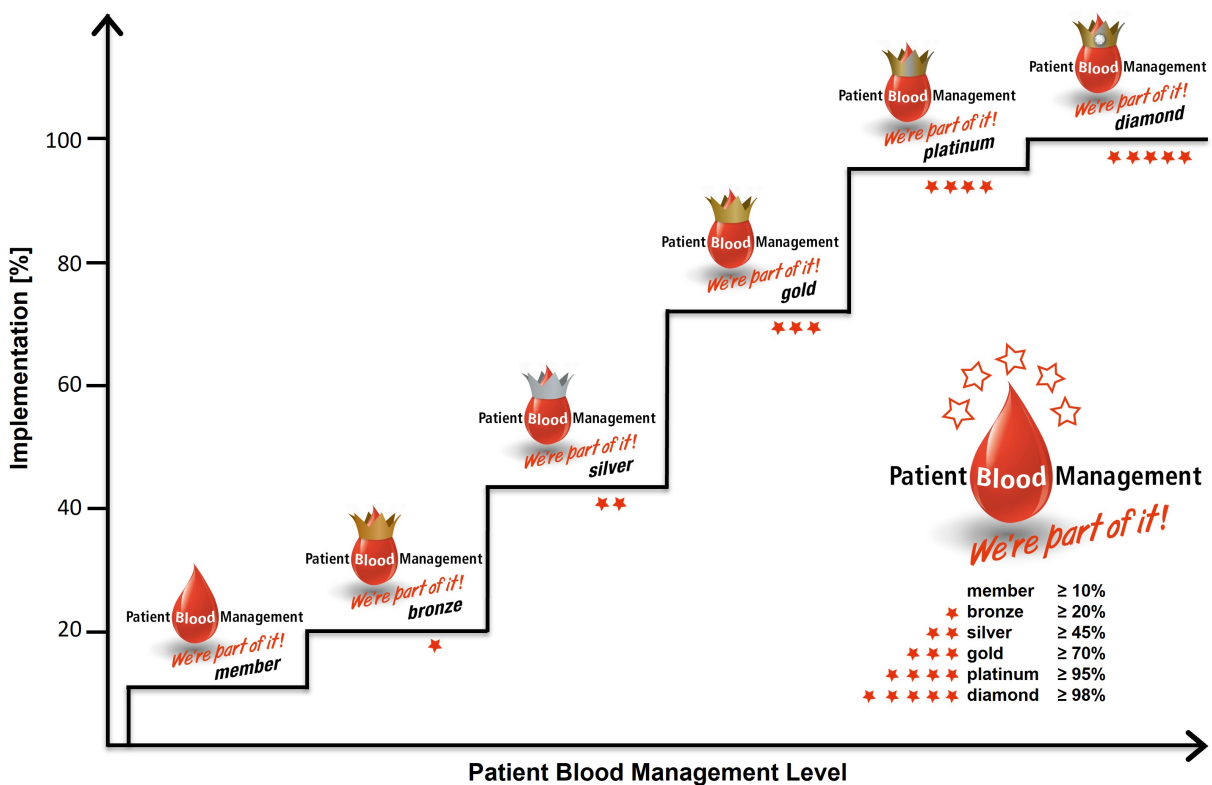 Implementation [%]
100
80
60
40
20
Patient Blood Management
We're part of it!
member
Patient Blood Management
We're part of it!
bronze
Patient Blood Management
We're part of it!
silver
Patient Blood Management
We're part of it!
gold
Patient Blood Management
We're part of it!
platinum
Patient Blood Management
We're part of it!
diamond
Patient Blood Management
We're part of it!
member ≥ 10%
bronze ≥ 20%
silver ≥ 45%
gold ≥ 70%
platinum ≥ 95%
diamond ≥ 98%
Patient Blood Management Level